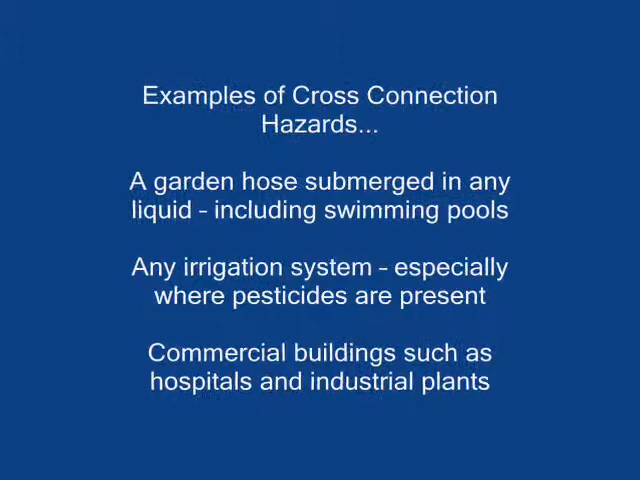 Examples of Cross Connection
Hazards...
A garden hose submerged in any
liquid – including swimming pools
Any irrigation system – especially
where pesticides are present
Commercial buildings such as
hospitals and industrial plants